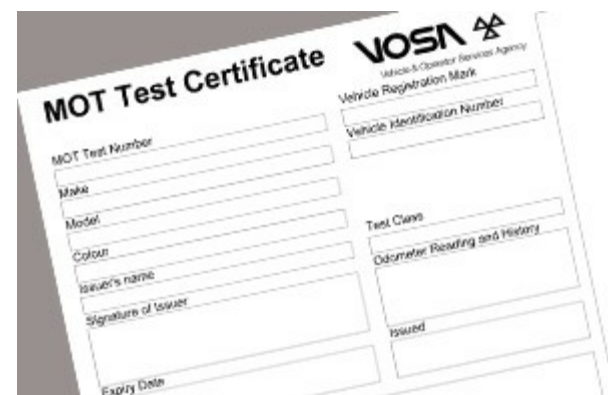 MOT Test Certificate
VOSA
Vehicle & Operator Services Agency
MOT Test Number
Make
Model
Colour
Issuer's name
Signature of Issuer
Expiry Date
Vehicle Registration Mark
Vehicle Identification Number
Test Class
Odometer Reading and History
Issued